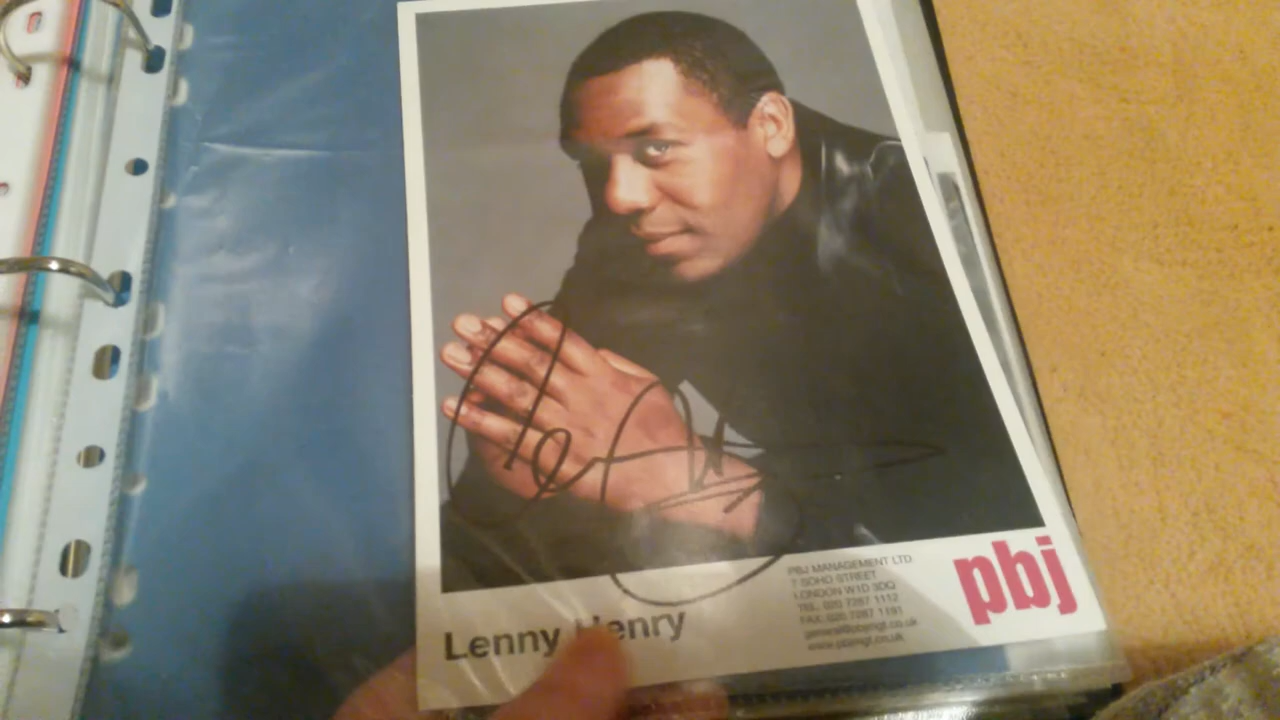 Lenny Henry
PBJ MANAGEMENT LTD
7 SOHO STREET
LONDON W1D 3DQ
TEL. 020 7287 1112
FAX. 020 7287 1191
general@pbjmgt.co.uk
www.pbjmgt.co.uk
pbj